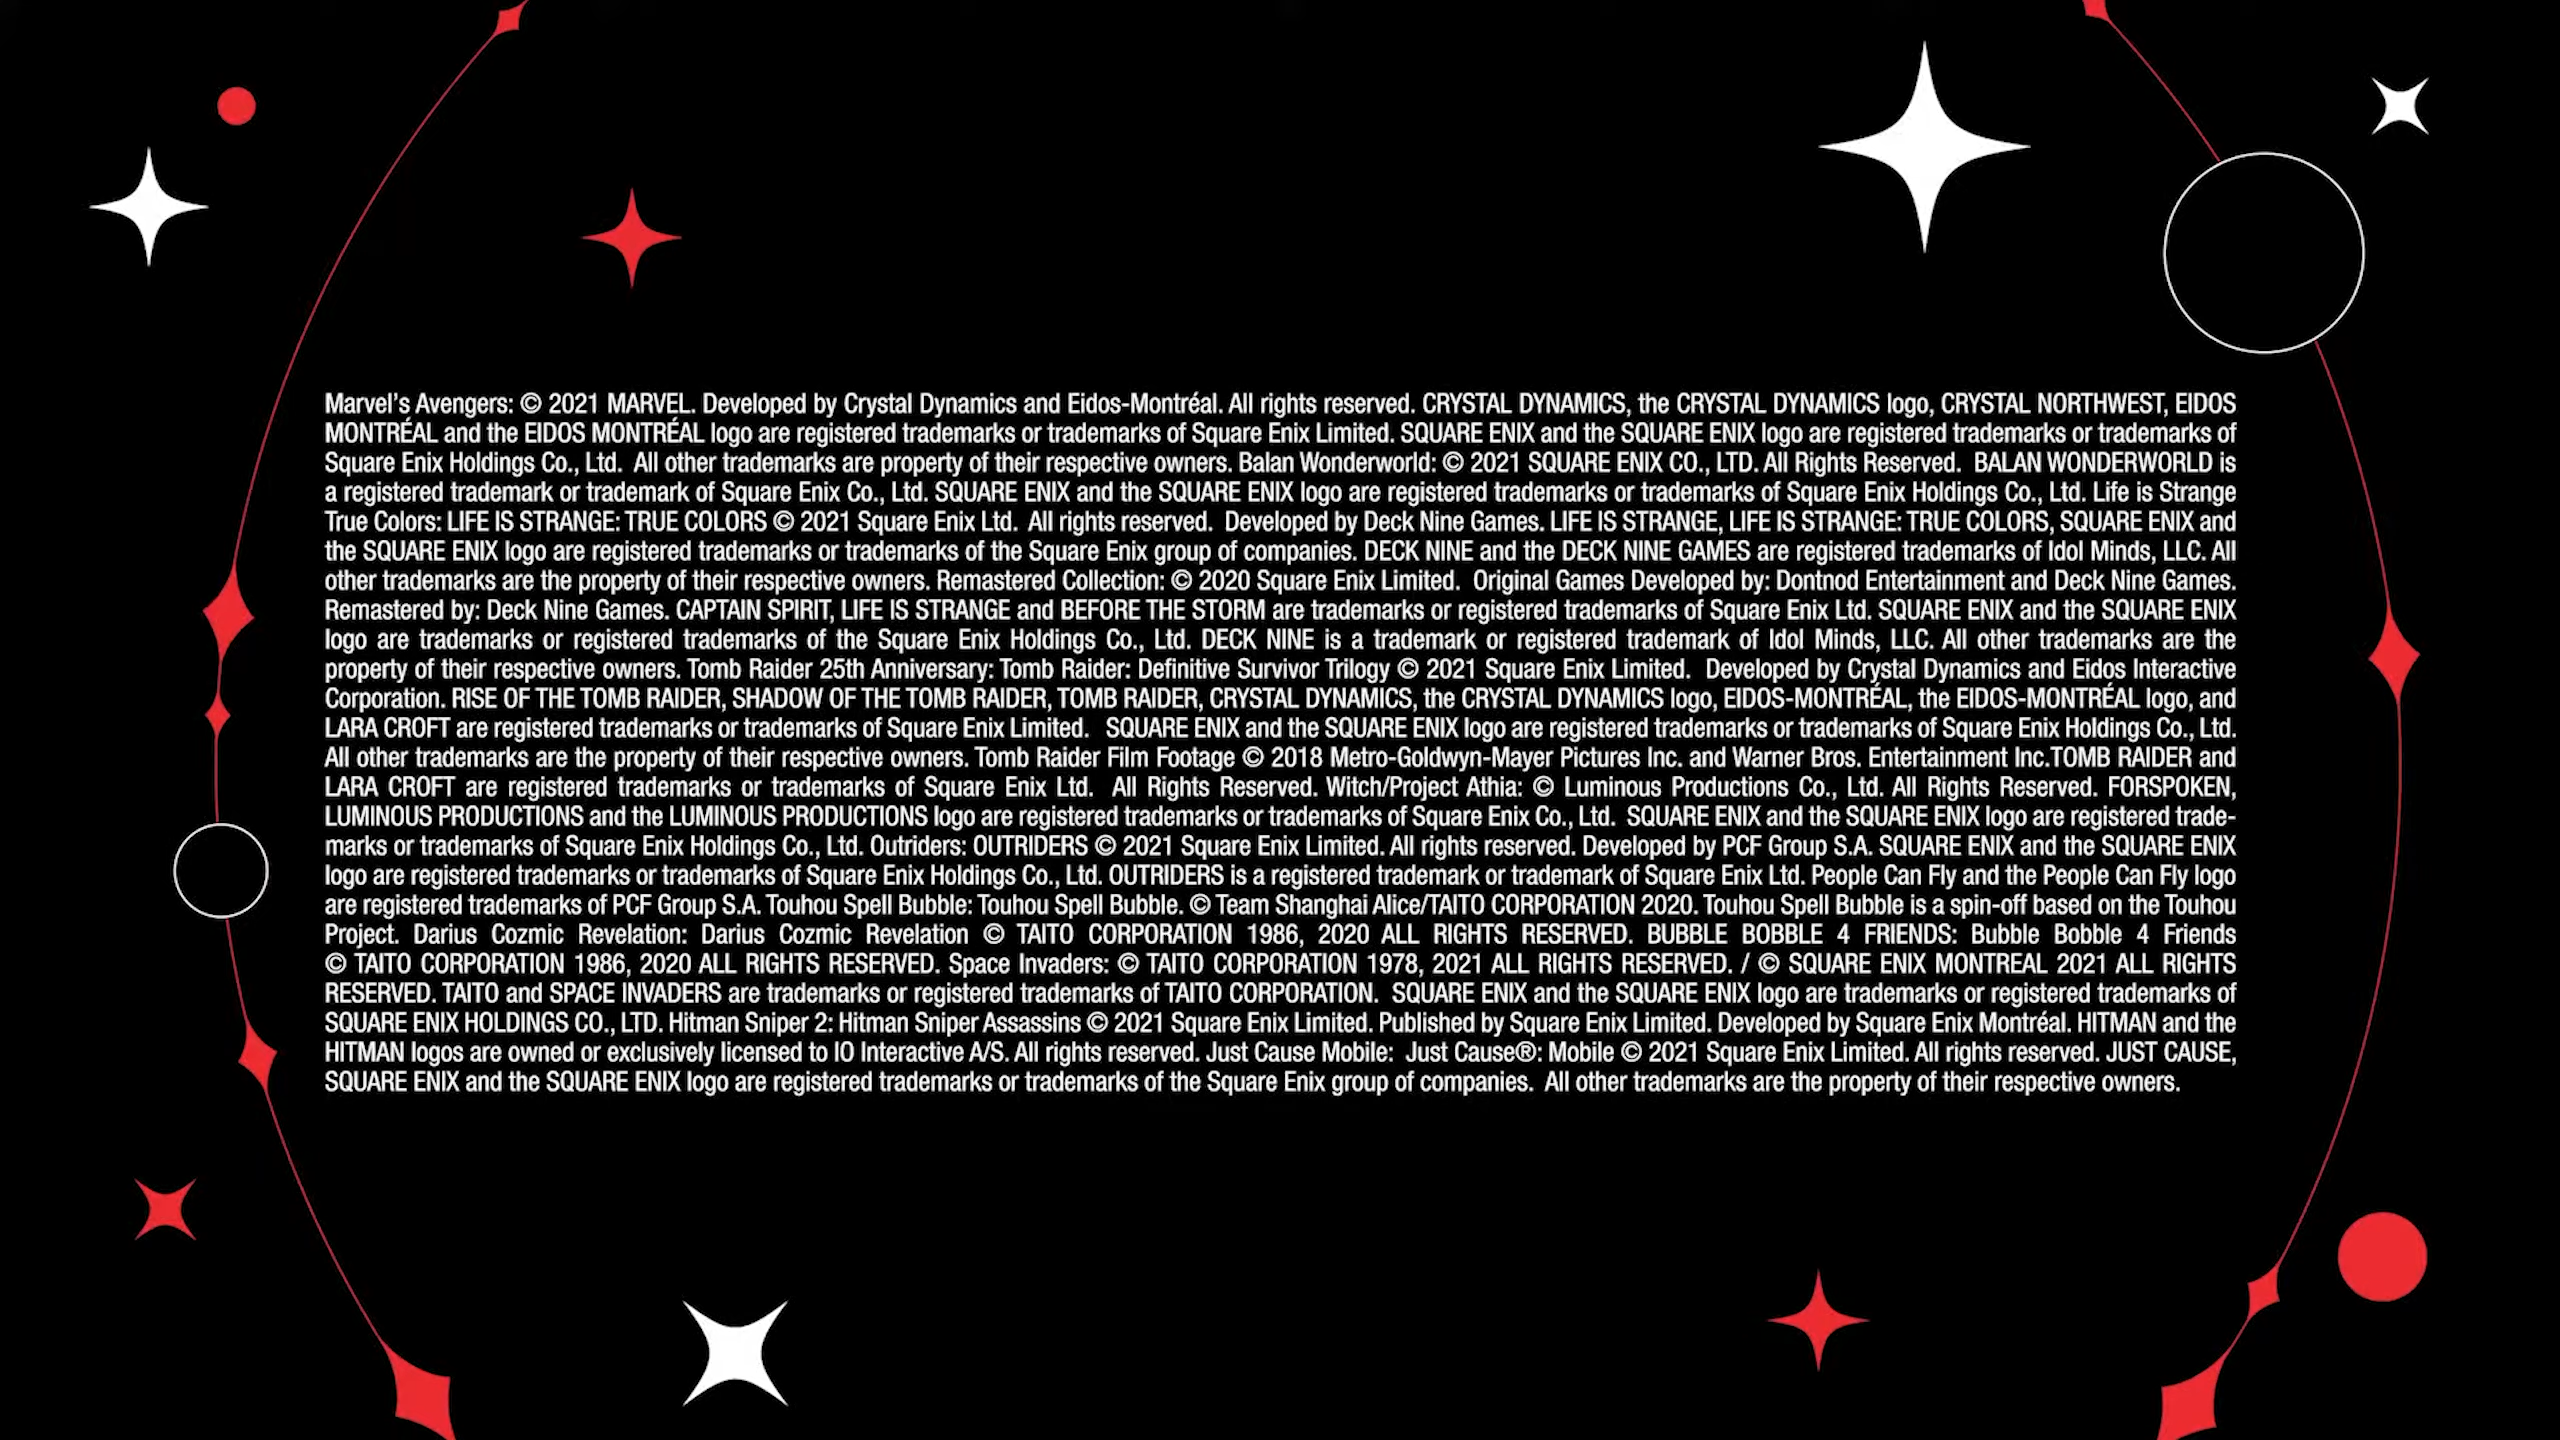 Marvel's Avengers: © 2021 MARVEL. Developed by Crystal Dynamics and Eidos-Montréal. All rights reserved. CRYSTAL DYNAMICS, the CRYSTAL DYNAMICS logo, CRYSTAL NORTHWEST, EIDOS
MONTRÉAL and the EIDOS MONTRÉAL logo are registered trademarks or trademarks of Square Enix Limited. SQUARE ENIX and the SQUARE ENIX logo are registered trademarks or trademarks of
Square Enix Holdings Co., Ltd. All other trademarks are property of their respective owners. Balan Wonderworld: © 2021 SQUARE ENIX CO., LTD. All Rights Reserved. BALAN WONDERWORLD is
a registered trademark or trademark of Square Enix Co., Ltd. SQUARE ENIX and the SQUARE ENIX logo are registered trademarks or trademarks of Square Enix Holdings Co., Ltd. Life is Strange
True Colors: LIFE IS STRANGE: TRUE COLORS © 2021 Square Enix Ltd. All rights reserved. Developed by Deck Nine Games. LIFE IS STRANGE, LIFE IS STRANGE: TRUE COLORS, SQUARE ENIX and
the SQUARE ENIX logo are registered trademarks or trademarks of the Square Enix group of companies. DECK NINE and the DECK NINE GAMES are registered trademarks of Idol Minds, LLC. All
other trademarks are the property of their respective owners. Remastered Collection: © 2020 Square Enix Limited. Original Games Developed by: Dontnod Entertainment and Deck Nine Games.
Remastered by: Deck Nine Games. CAPTAIN SPIRIT, LIFE IS STRANGE and BEFORE THE STORM are trademarks or registered trademarks of Square Enix Ltd. SQUARE ENIX and the SQUARE ENIX
logo are trademarks or registered trademarks of the Square Enix Holdings Co., Ltd. DECK NINE is a trademark or registered trademark of Idol Minds, LLC. All other trademarks are the
property of their respective owners. Tomb Raider 25th Anniversary: Tomb Raider: Definitive Survivor Trilogy © 2021 Square Enix Limited. Developed by Crystal Dynamics and Eidos Interactive
Corporation. RISE OF THE TOMB RAIDER, SHADOW OF THE TOMB RAIDER, TOMB RAIDER, CRYSTAL DYNAMICS, the CRYSTAL DYNAMICS logo, EIDOS-MONTRÉAL, the EIDOS-MONTRÉAL logo, and
LARA CROFT are registered trademarks or trademarks of Square Enix Limited. SQUARE ENIX and the SQUARE ENIX logo are registered trademarks or trademarks of Square Enix Holdings Co., Ltd.
All other trademarks are the property of their respective owners. Tomb Raider Film Footage © 2018 Metro-Goldwyn-Mayer Pictures Inc. and Warner Bros. Entertainment Inc.TOMB RAIDER and
LARA CROFT are registered trademarks or trademarks of Square Enix Ltd. All Rights Reserved. Witch/Project Athia: © Luminous Productions Co., Ltd. All Rights Reserved. FORSPOKEN,
LUMINOUS PRODUCTIONS and the LUMINOUS PRODUCTIONS logo are registered trademarks or trademarks of Square Enix Co., Ltd. SQUARE ENIX and the SQUARE ENIX logo are registered trade-
marks or trademarks of Square Enix Holdings Co., Ltd. Outriders: OUTRIDERS © 2021 Square Enix Limited. All rights reserved. Developed by PCF Group S.A. SQUARE ENIX and the SQUARE ENIX
logo are registered trademarks or trademarks of Square Enix Holdings Co., Ltd. OUTRIDERS is a registered trademark or trademark of Square Enix Ltd. People Can Fly and the People Can Fly logo
are registered trademarks of PCF Group S.A. Touhou Spell Bubble: Touhou Spell Bubble. © Team Shanghai Alice/TAITO CORPORATION 2020. Touhou Spell Bubble is a spin-off based on the Touhou
Project. Darius Cozmic Revelation: Darius Cozmic Revelation © TAITO CORPORATION 1986, 2020 ALL RIGHTS RESERVED. BUBBLE BOBBLE 4 FRIENDS: Bubble Bobble 4 Friends
© TAITO CORPORATION 1986, 2020 ALL RIGHTS RESERVED. Space Invaders: © TAITO CORPORATION 1978, 2021 ALL RIGHTS RESERVED. / © SQUARE ENIX MONTREAL 2021 ALL RIGHTS
RESERVED. TAITO and SPACE INVADERS are trademarks or registered trademarks of TAITO CORPORATION. SQUARE ENIX and the SQUARE ENIX logo are trademarks or registered trademarks of
SQUARE ENIX HOLDINGS CO., LTD. Hitman Sniper 2: Hitman Sniper Assassins © 2021 Square Enix Limited. Published by Square Enix Limited. Developed by Square Enix Montréal. HITMAN and the
HITMAN logos are owned or exclusively licensed to IO Interactive A/S. All rights reserved. Just Cause Mobile: Just Cause®: Mobile © 2021 Square Enix Limited. All rights reserved. JUST CAUSE,
SQUARE ENIX and the SQUARE ENIX logo are registered trademarks or trademarks of the Square Enix group of companies. All other trademarks are the property of their respective owners.